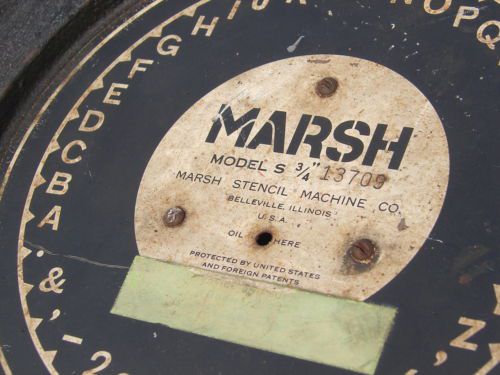 MARSH
MODEL S 3/4" 13709
MARSH STENCIL MACHINE CO.
BELLEVILLE, ILLINOIS
U.S.A.
OIL HERE
PROTECTED BY UNITED STATES
AND FOREIGN PATENTS
2 - ' & . A B C D E F G H I J K
N O P Q
Z ,